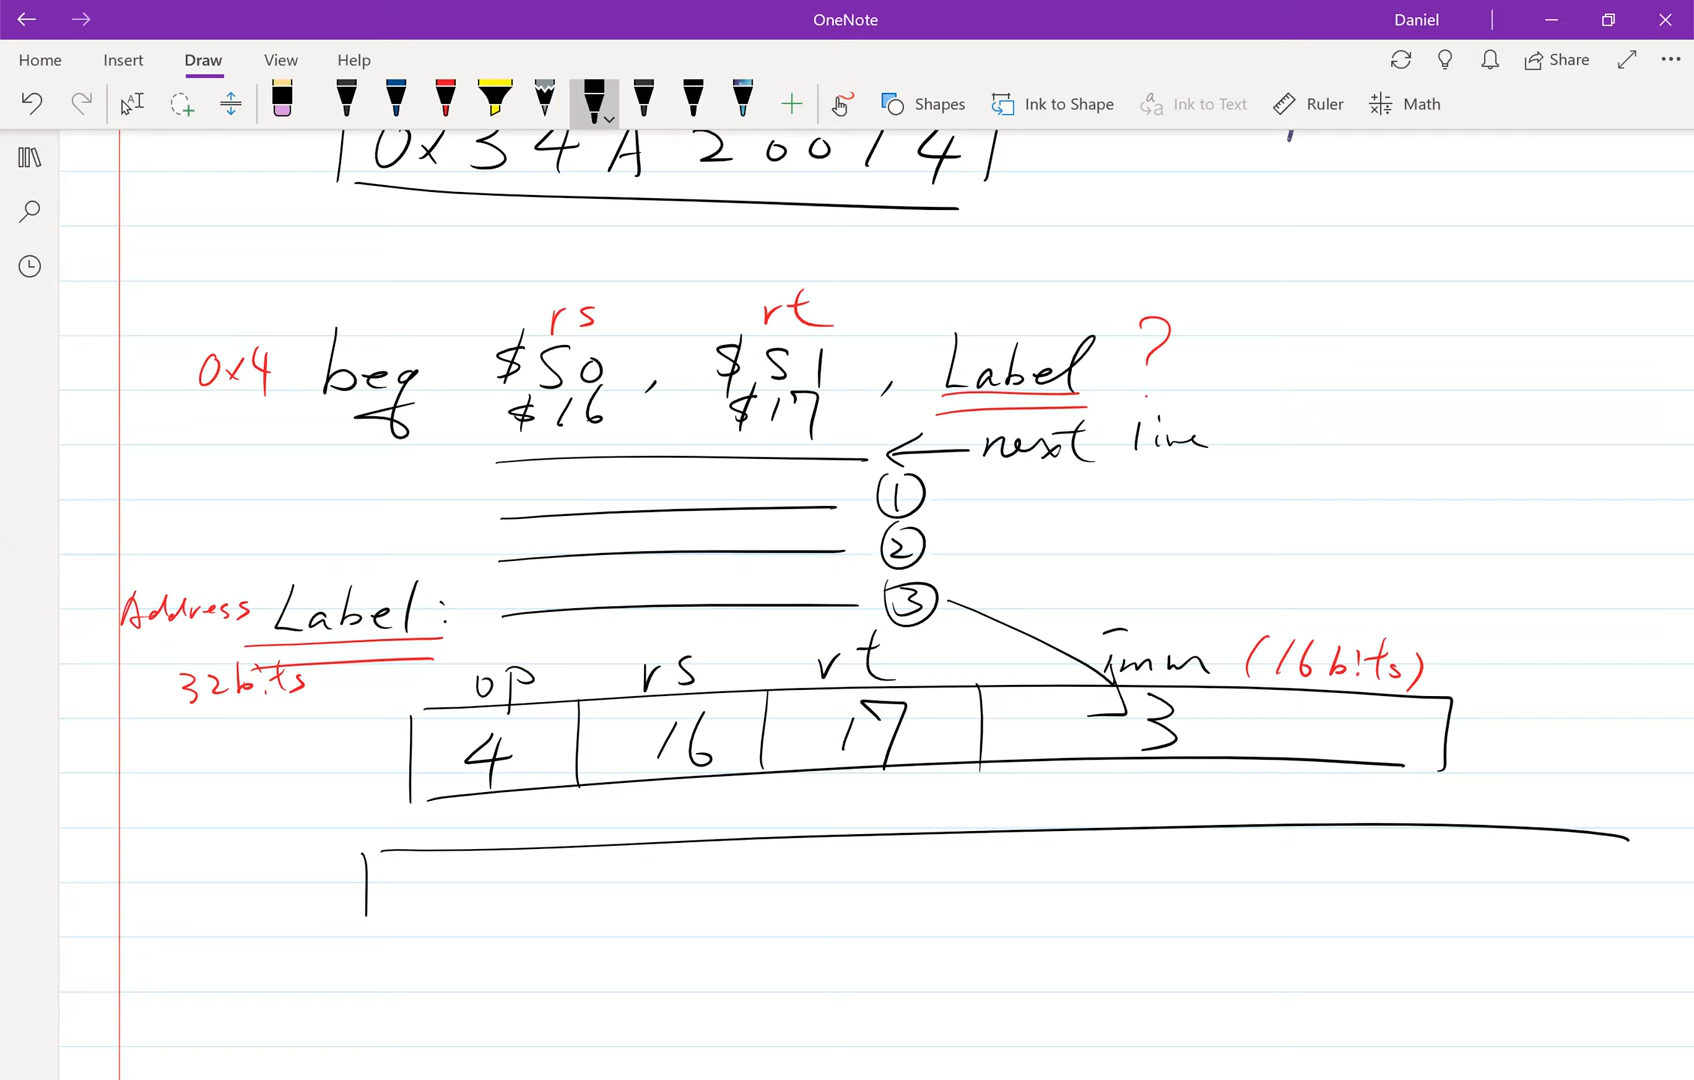 OneNote
Daniel
Home Insert Draw View Help
Share
Shapes Ink to Shape Ink to Text Ruler Math
0x34A20014
rs rt
0x4 beq $S0, $S1, Label ?
$16 $17
← next line
①
②
③
Address Label:
32bits
op rs rt imm (16bits)
4 16 17 3